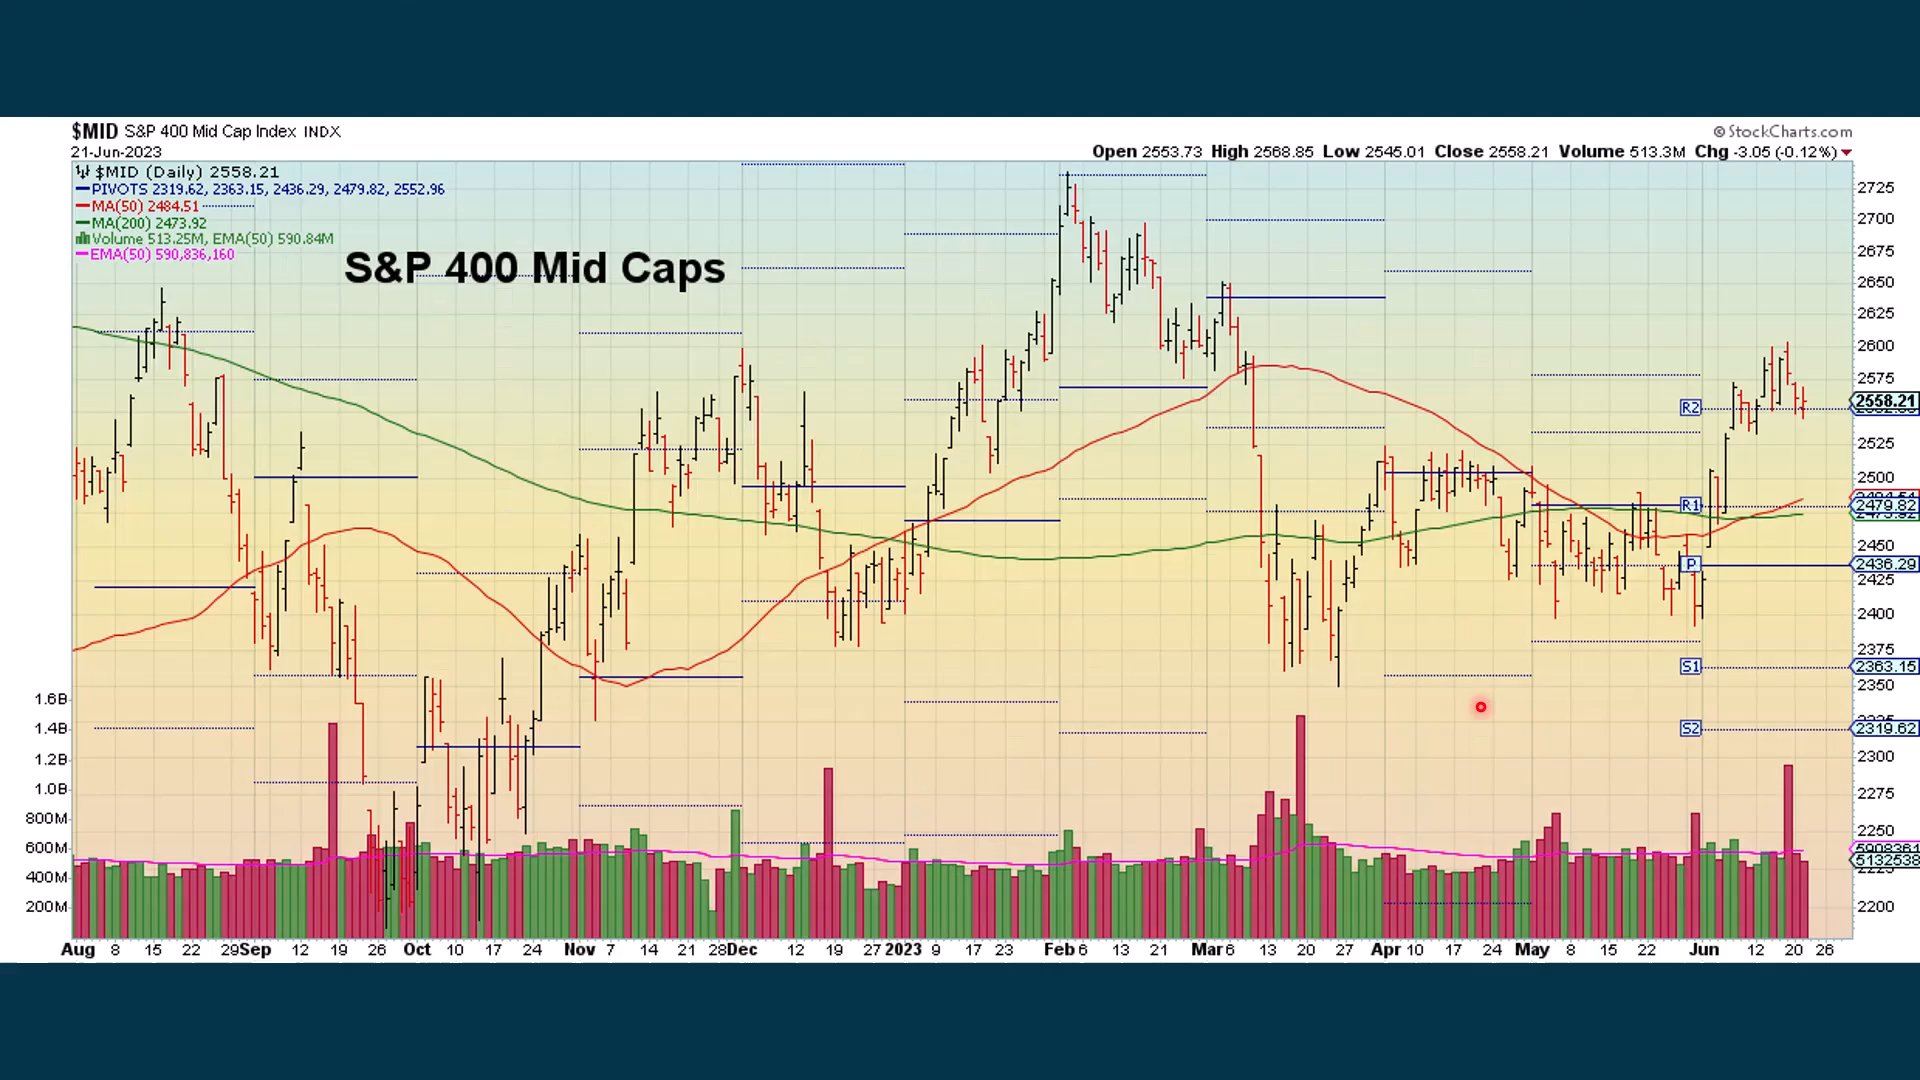 $MID S&P 400 Mid Cap Index INDX
© StockCharts.com
21-Jun-2023
Open 2553.73 High 2568.85 Low 2545.01 Close 2558.21 Volume 513.3M Chg -3.05 (-0.12%)
$MID (Daily) 2558.21
PIVOTS 2319.62, 2363.15, 2436.29, 2479.82, 2552.96
MA(50) 2484.51
MA(200) 2473.92
Volume 513.25M, EMA(50) 590.84M
EMA(50) 590,836,160
S&P 400 Mid Caps
2725
2700
2675
2650
2625
2600
2575
2558.21
R2
2525
2500
R1
2479.82
2450
P
2436.29
2425
2400
2375
S1
2363.15
2350
S2
2319.62
2300
2275
2250
5908361
5132538
2200
1.6B
1.4B
1.2B
1.0B
800M
600M
400M
200M
Aug 8 15 22 29 Sep 12 19 26 Oct 10 17 24 Nov 7 14 21 28 Dec 12 19 27 2023 9 17 23 Feb 6 13 21 Mar 6 13 20 27 Apr 10 17 24 May 8 15 22 Jun 12 20 26